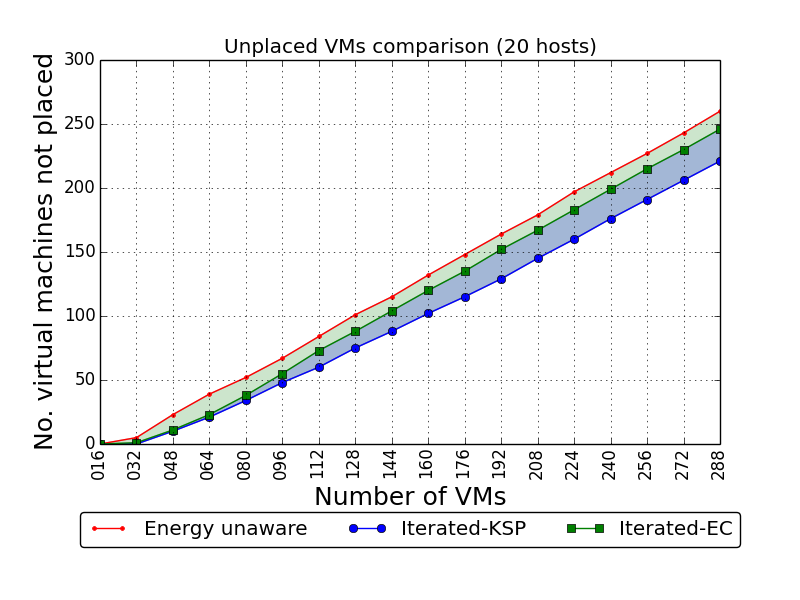 Unplaced VMs comparison (20 hosts)
No. virtual machines not placed
300
250
200
150
100
50
0
016 032 048 064 080 096 112 128 144 160 176 192 208 224 240 256 272 288
Number of VMs
Energy unaware Iterated-KSP Iterated-EC